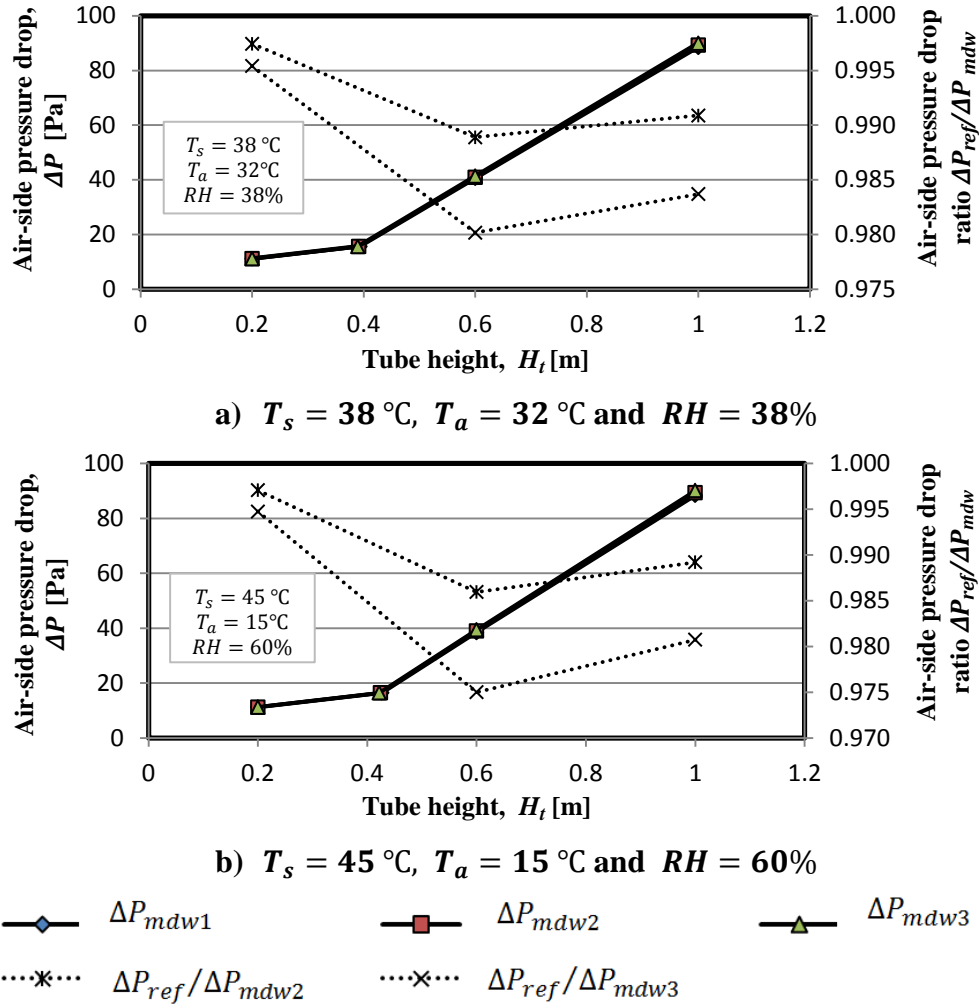 Air-side pressure drop,
ΔP [Pa]
100
80
60
40
20
0
T_s = 38 °C
T_a = 32°C
RH = 38%
1.000
0.995
0.990
0.985
0.980
0.975
Air-side pressure drop
ratio ΔP_ref/ΔP_mdw
0 0.2 0.4 0.6 0.8 1 1.2
Tube height, H_t [m]
a) T_s = 38 °C, T_a = 32 °C and RH = 38%
Air-side pressure drop,
ΔP [Pa]
100
80
60
40
20
0
T_s = 45 °C
T_a = 15°C
RH = 60%
1.000
0.995
0.990
0.985
0.980
0.975
0.970
Air-side pressure drop
ratio ΔP_ref/ΔP_mdw
0 0.2 0.4 0.6 0.8 1 1.2
Tube height, H_t [m]
b) T_s = 45 °C, T_a = 15 °C and RH = 60%
ΔP_mdw1 ΔP_mdw2 ΔP_mdw3
ΔP_ref/ΔP_mdw2 ΔP_ref/ΔP_mdw3